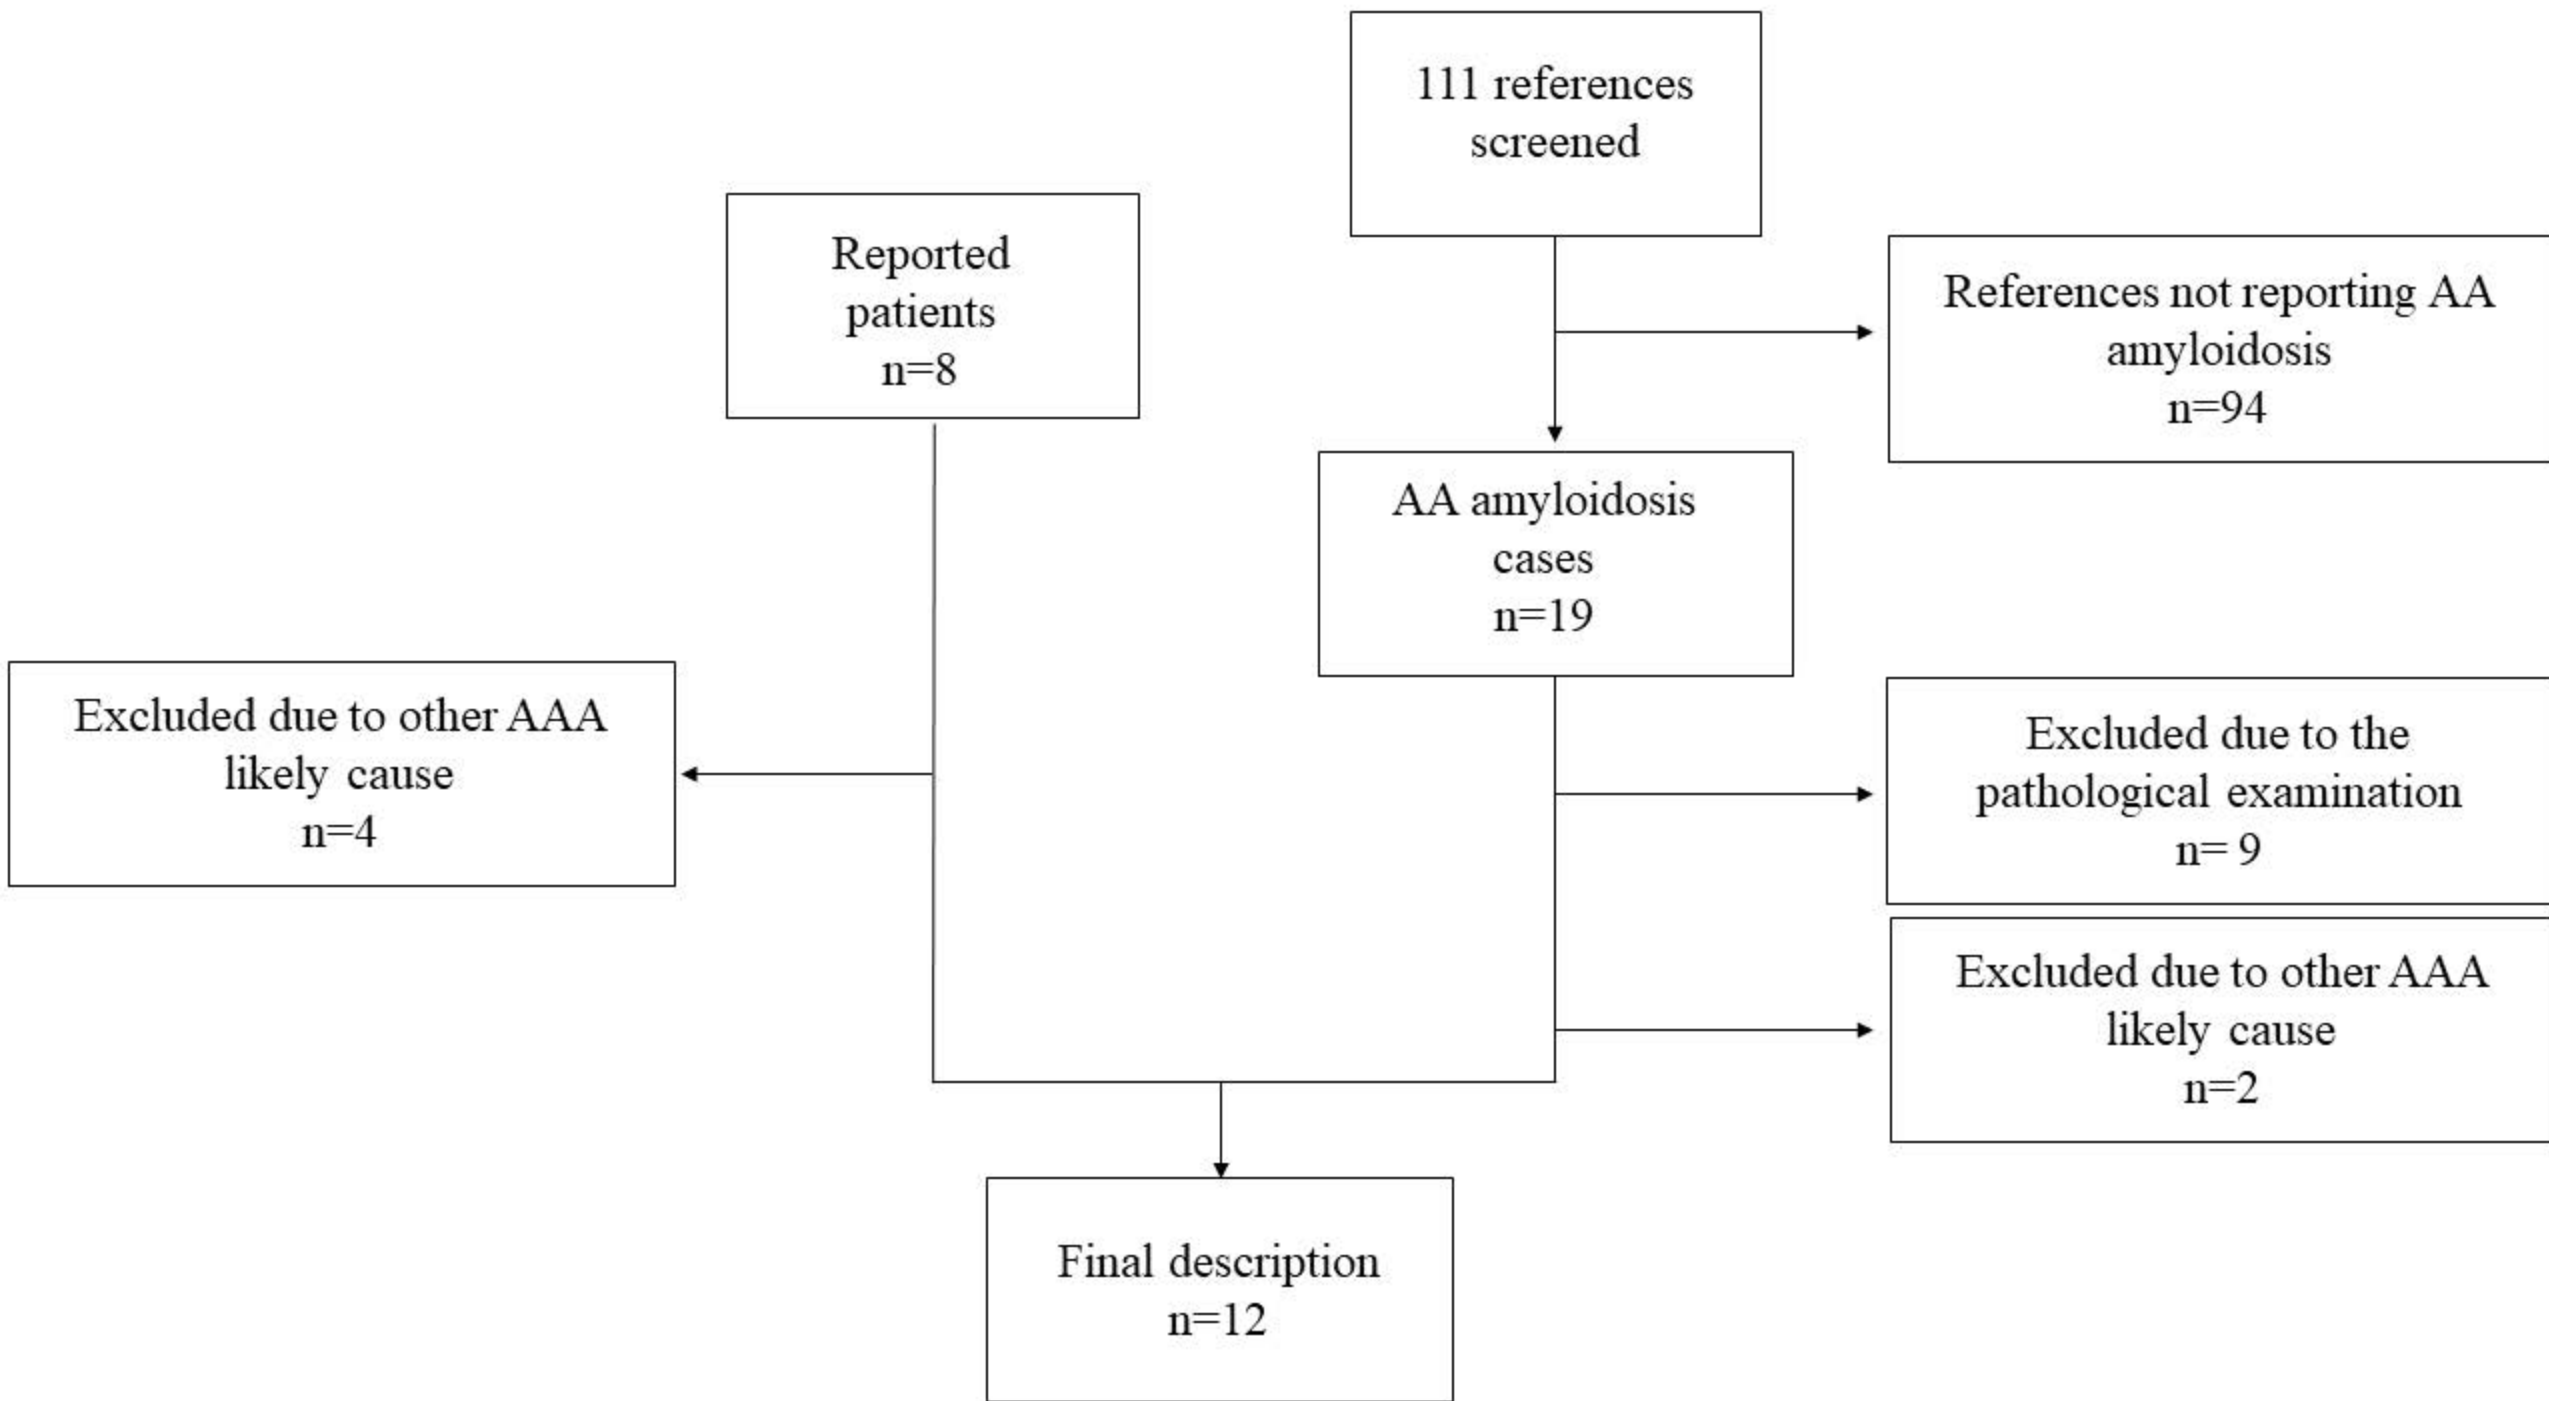 111 references
screened
Reported
patients
n=8
References not reporting AA
amyloidosis
n=94
AA amyloidosis
cases
n=19
Excluded due to other AAA
likely cause
n=4
Excluded due to the
pathological examination
n= 9
Excluded due to other AAA
likely cause
n=2
Final description
n=12